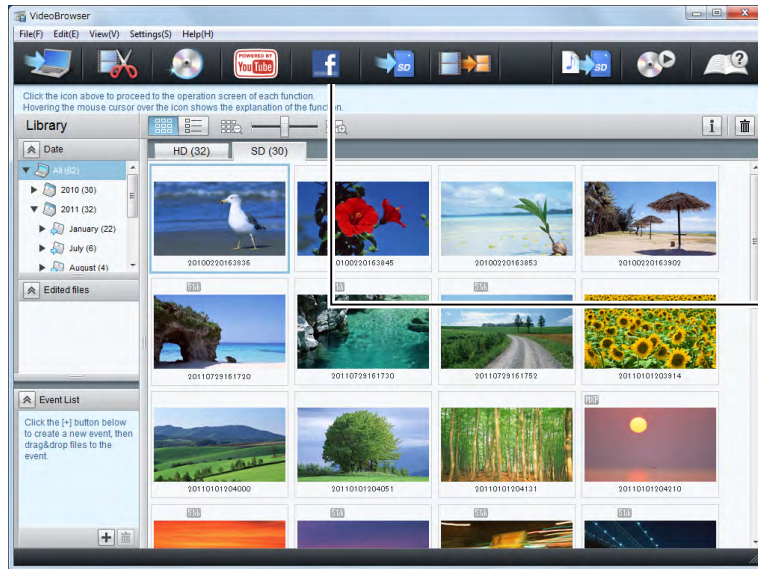 VideoBrowser
File(F) Edit(E) View(V) Settings(S) Help(H)
POWERED BY
YouTube
f
SD
SD
?
Click the icon above to proceed to the operation screen of each function.
Hovering the mouse cursor over the icon shows the explanation of the function.
Library
i
Date
HD (32) SD (30)
All (62)
2010 (30)
2011 (32)
January (22)
July (6)
August (4)
Edited files
Event List
Click the [+] button below
to create a new event, then
drag&drop files to the
event.
20100220163836 0100220163845 20100220163853 20100220163902
20110729161720 20110729161730 20110729161752 20110101203914
MXP
20110101204000 20110101204051 20110101204131 20110101204210